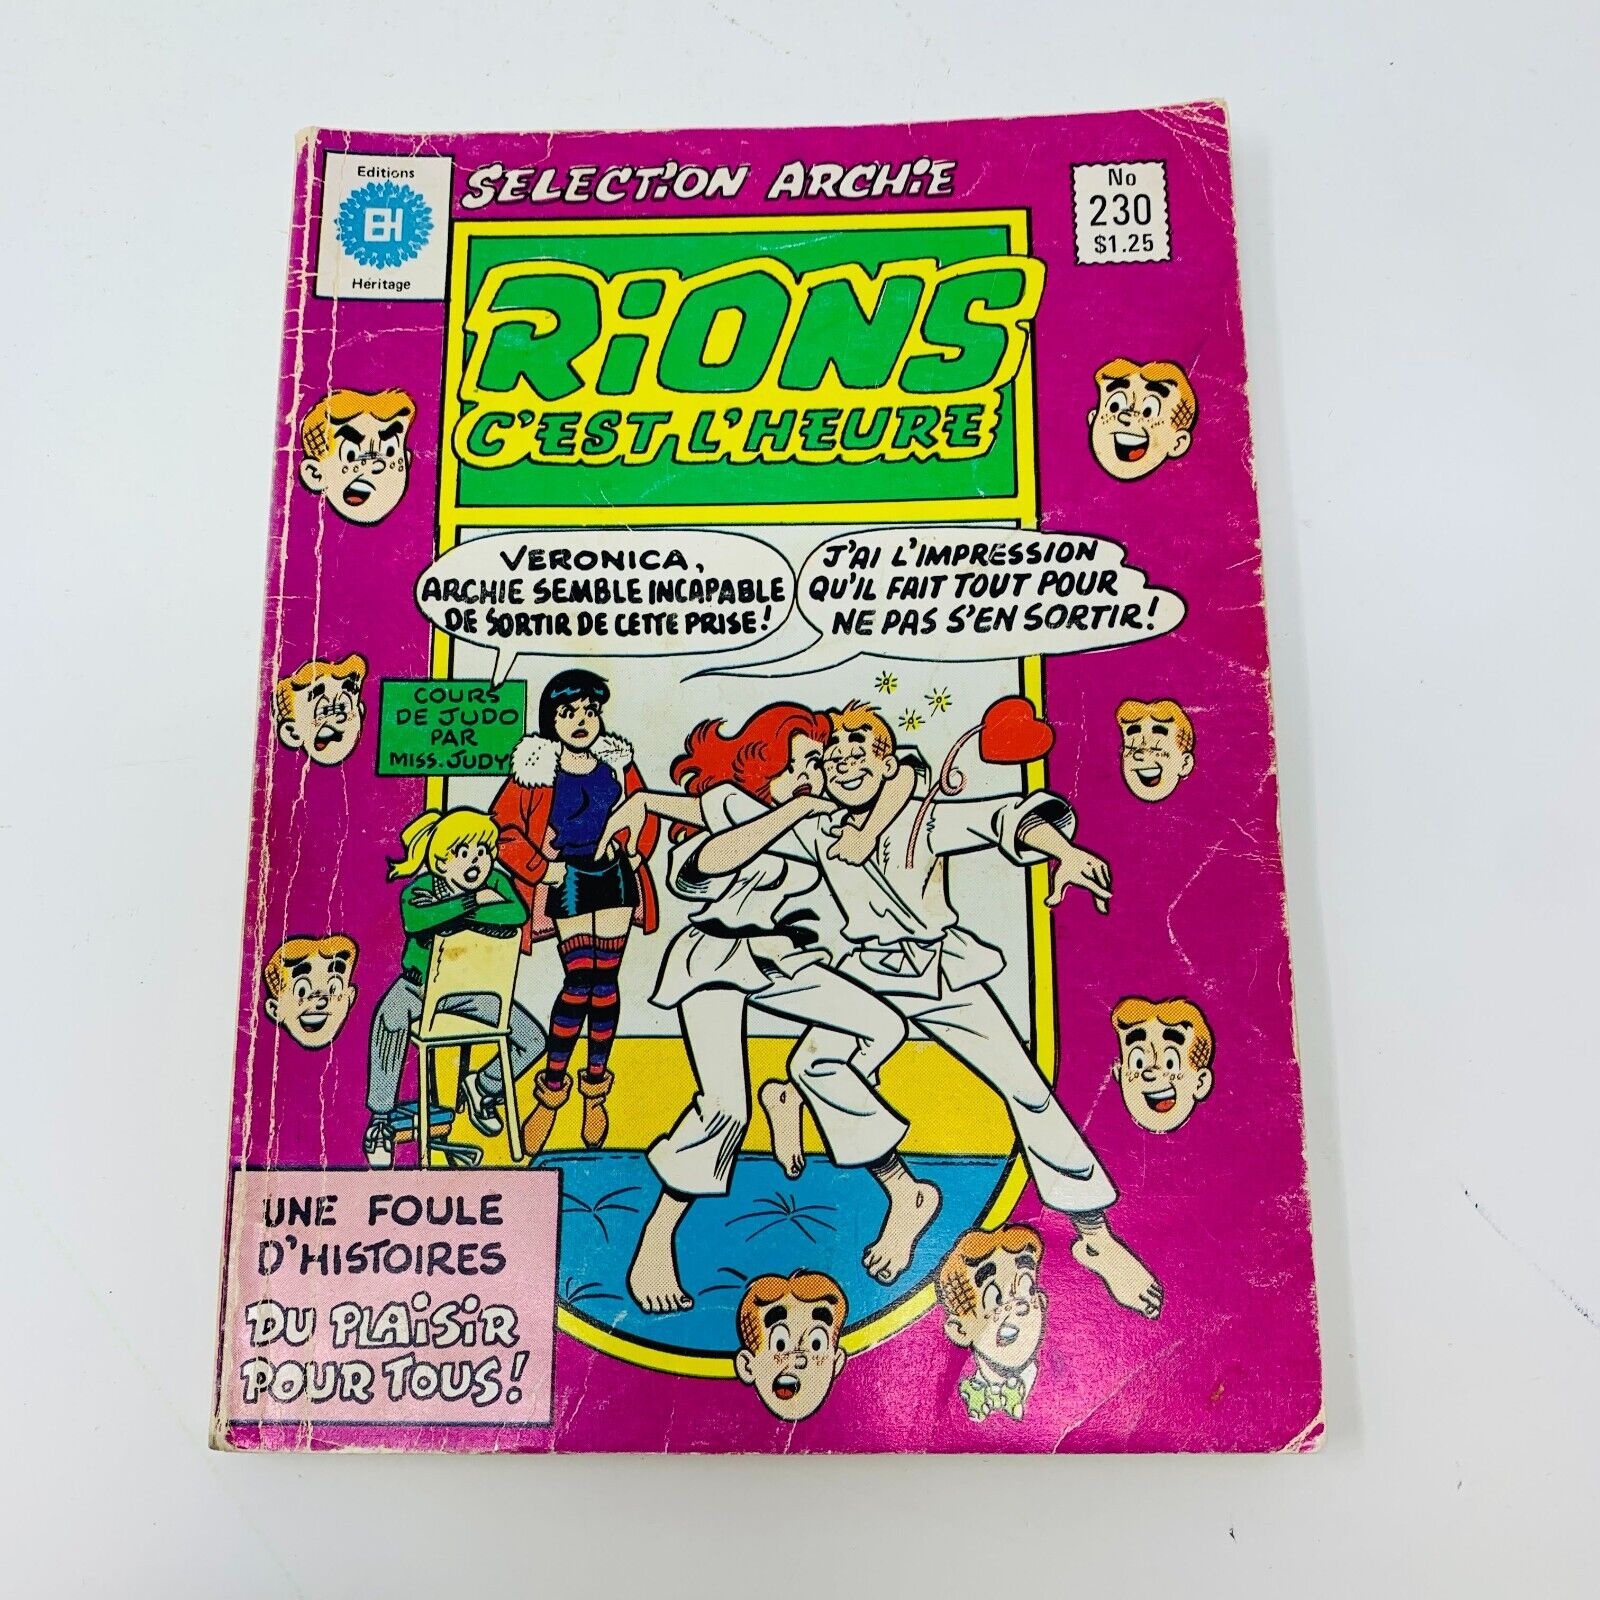 Editions
EH
Héritage
SELECTION ARCHIE
No
230
$1.25
RIONS
C'EST L'HEURE
VERONICA,
ARCHIE SEMBLE INCAPABLE
DE SORTIR DE CETTE PRISE!
J'AI L'IMPRESSION
QU'IL FAIT TOUT POUR
NE PAS S'EN SORTIR!
COURS
DE JUDO
PAR
MISS. JUDY
UNE FOULE
D'HISTOIRES
DU PLAISIR
POUR TOUS!